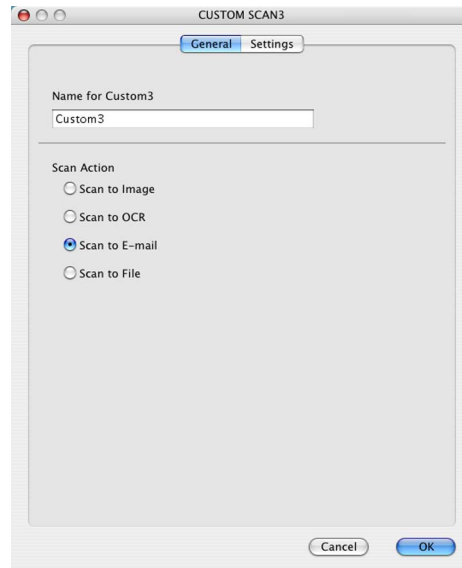 CUSTOM SCAN3
General Settings
Name for Custom3
Custom3
Scan Action
Scan to Image
Scan to OCR
Scan to E-mail
Scan to File
Cancel OK